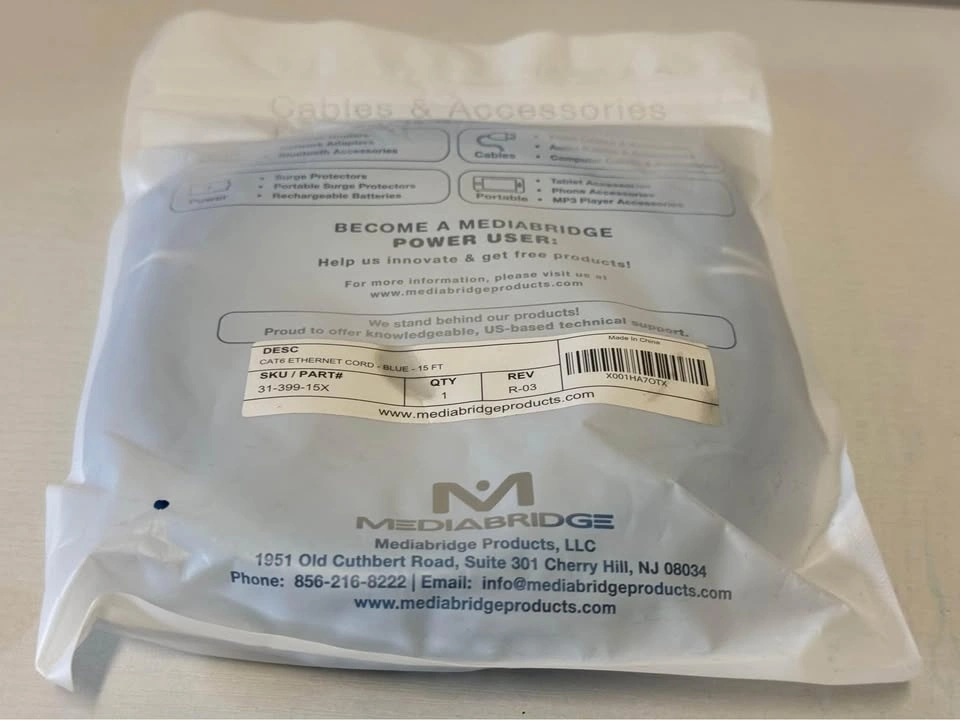 Cables & Accessories
Network Adapters
Bluetooth Accessories
Cables
Computer
Power
Surge Protectors
Portable Surge Protectors
Rechargeable Batteries
Portable
Tablet Accessories
Phone Accessories
MP3 Player Accessories
BECOME A MEDIABRIDGE
POWER USER:
Help us innovate & get free products!
For more information, please visit us at
www.mediabridgeproducts.com
We stand behind our products!
Proud to offer knowledgeable, US-based technical support.
DESC
CAT6 ETHERNET CORD - BLUE - 15 FT
SKU / PART#
31-399-15X
QTY
1
REV
R-03
Made In China
X001HA7OTX
www.mediabridgeproducts.com
MEDIABRIDGE
Mediabridge Products, LLC
1951 Old Cuthbert Road, Suite 301 Cherry Hill, NJ 08034
Phone: 856-216-8222 | Email: info@mediabridgeproducts.com
www.mediabridgeproducts.com